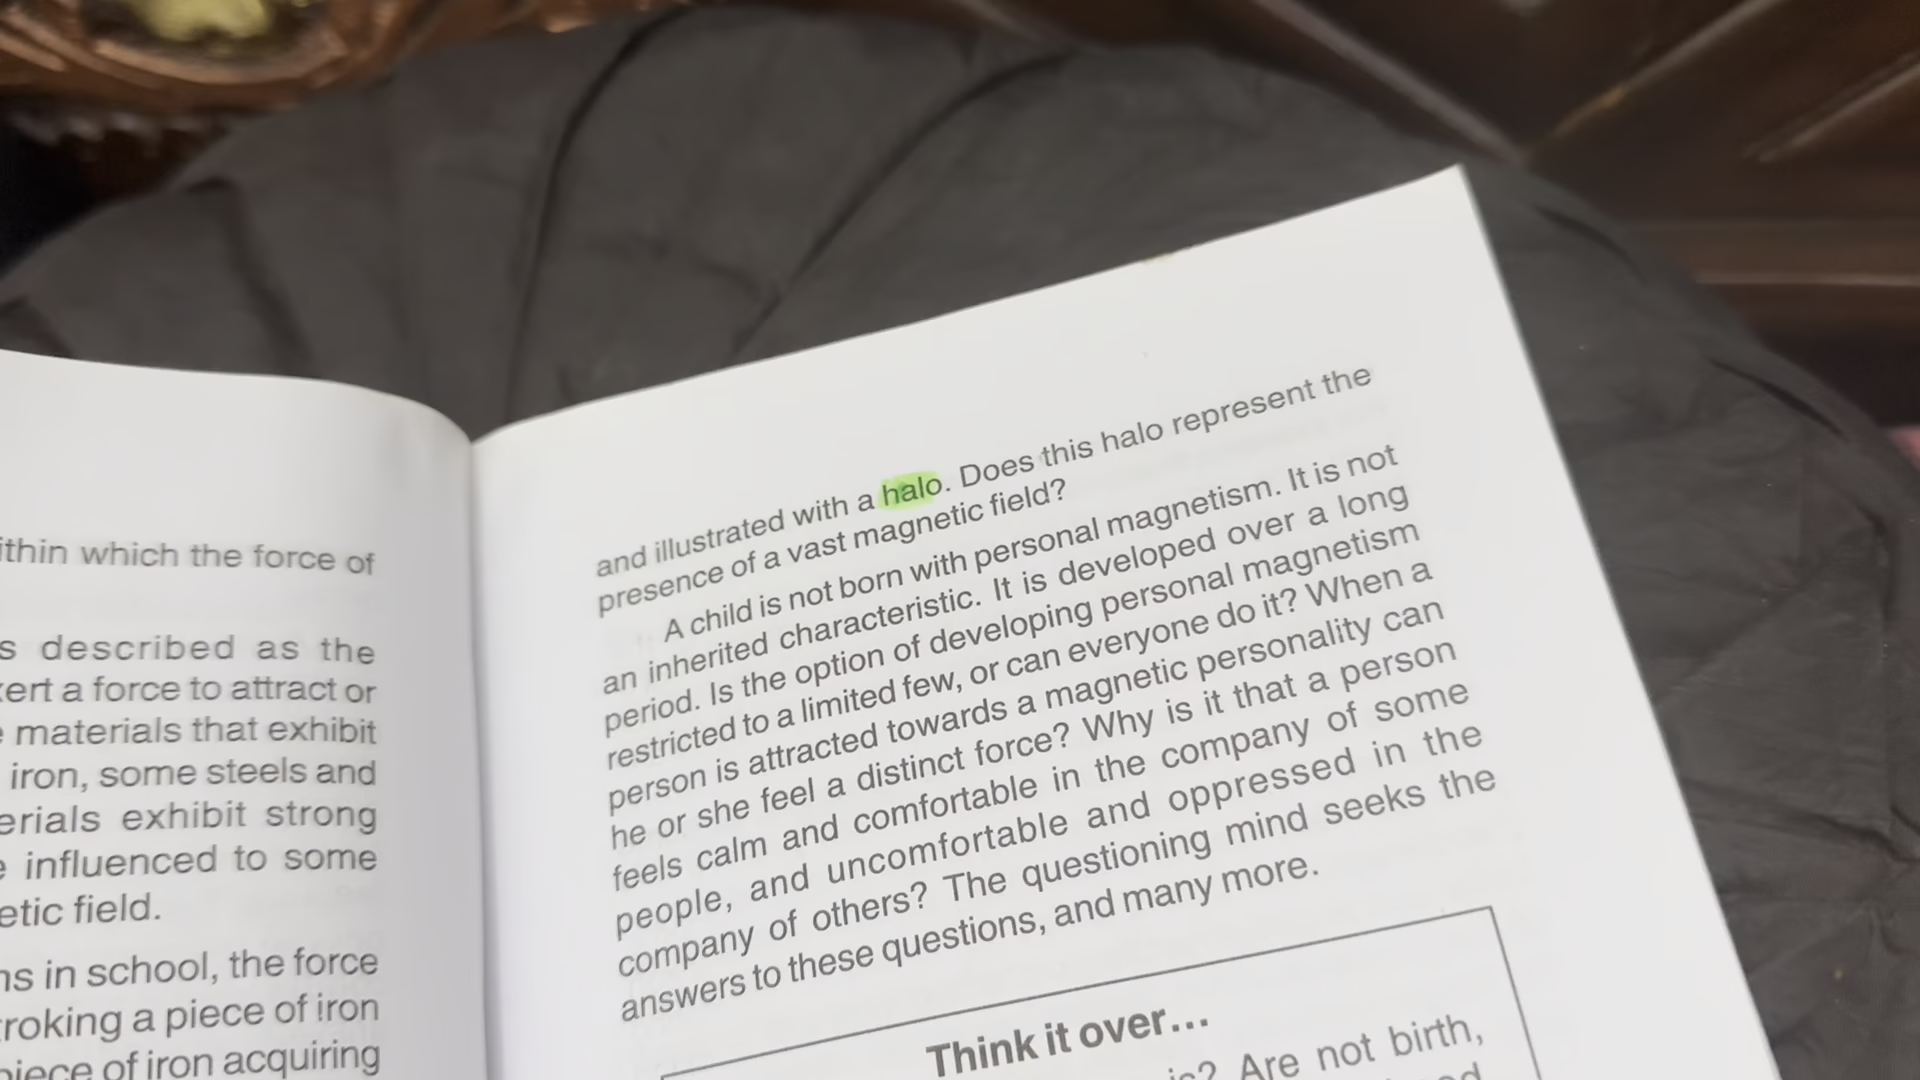 within which the force of
described as the
a force to attract or
materials that exhibit
iron, some steels and
exhibit strong
influenced to some
field.
in school, the force
a piece of iron
piece of iron acquiring
and illustrated with a halo. Does this halo represent the
presence of a vast magnetic field?
A child is not born with personal magnetism. It is not
an inherited characteristic. It is developed over a long
period. Is the option of developing personal magnetism
restricted to a limited few, or can everyone do it? When a
person is attracted towards a magnetic personality can
he or she feel a distinct force? Why is it that a person
feels calm and comfortable in the company of some
people, and uncomfortable and oppressed in the
company of others? The questioning mind seeks the
answers to these questions, and many more.
Think it over...
Are not birth,